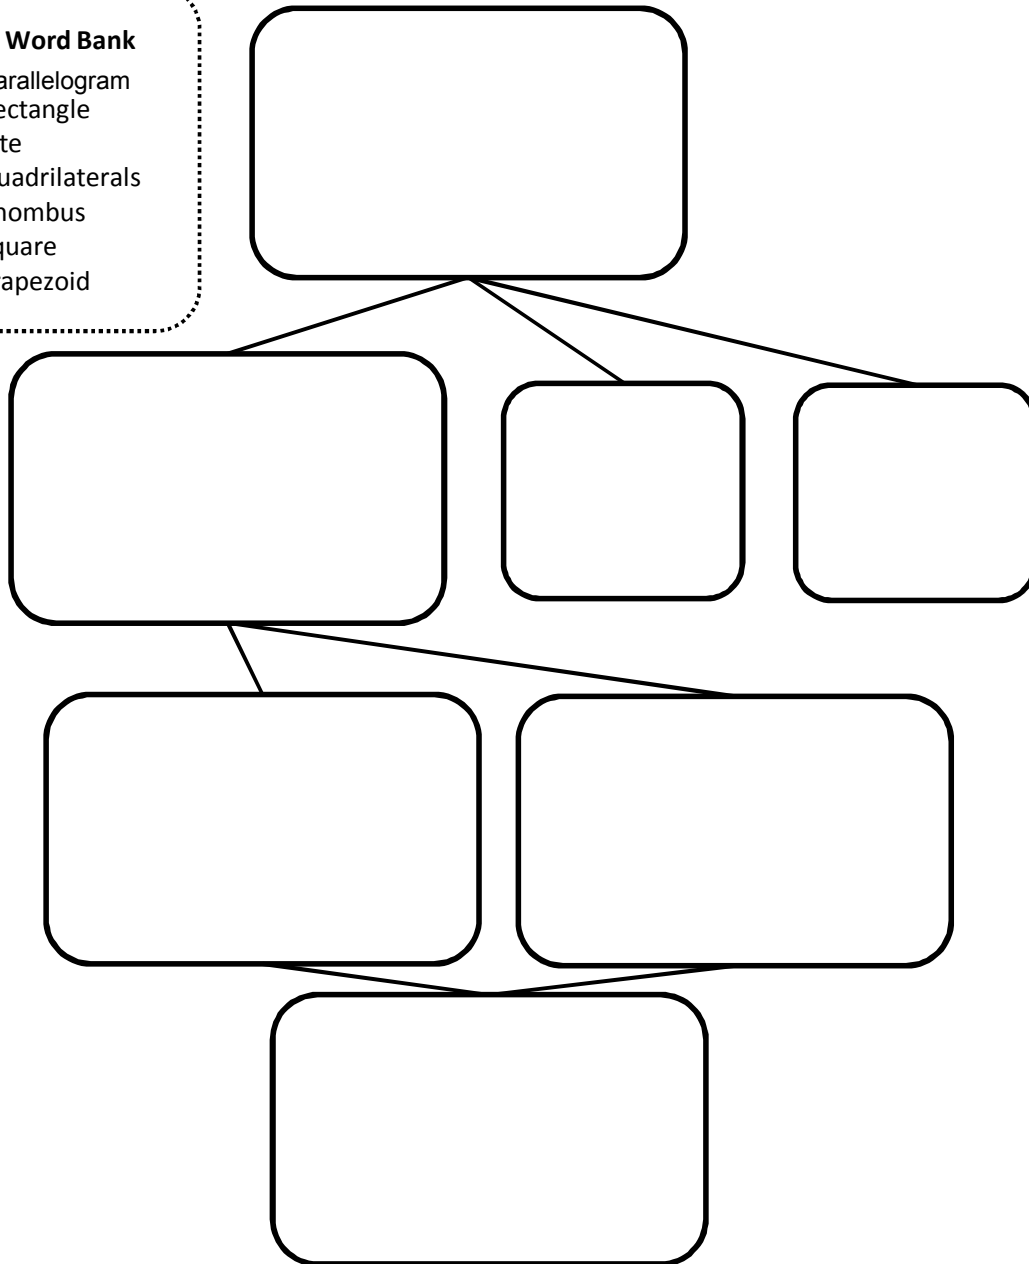 Word Bank
arallelogram
ectangle
te
uadrilaterals
hombus
quare
rapezoid